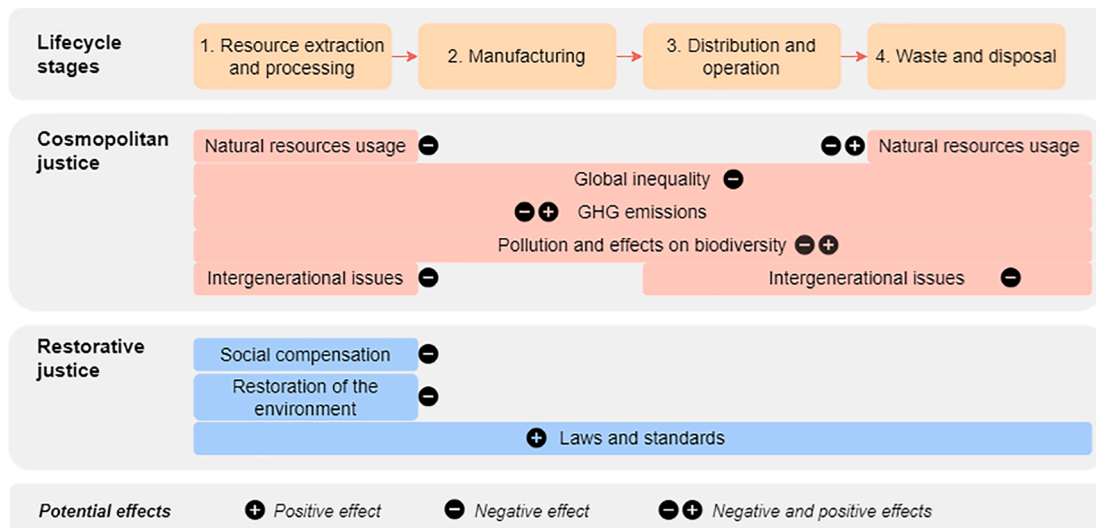 Lifecycle
stages
1. Resource extraction
and processing
2. Manufacturing
3. Distribution and
operation
4. Waste and disposal
Cosmopolitan
justice
Natural resources usage
Natural resources usage
Global inequality
GHG emissions
Pollution and effects on biodiversity
Intergenerational issues
Intergenerational issues
Restorative
justice
Social compensation
Restoration of the
environment
Laws and standards
Potential effects
Positive effect
Negative effect
Negative and positive effects